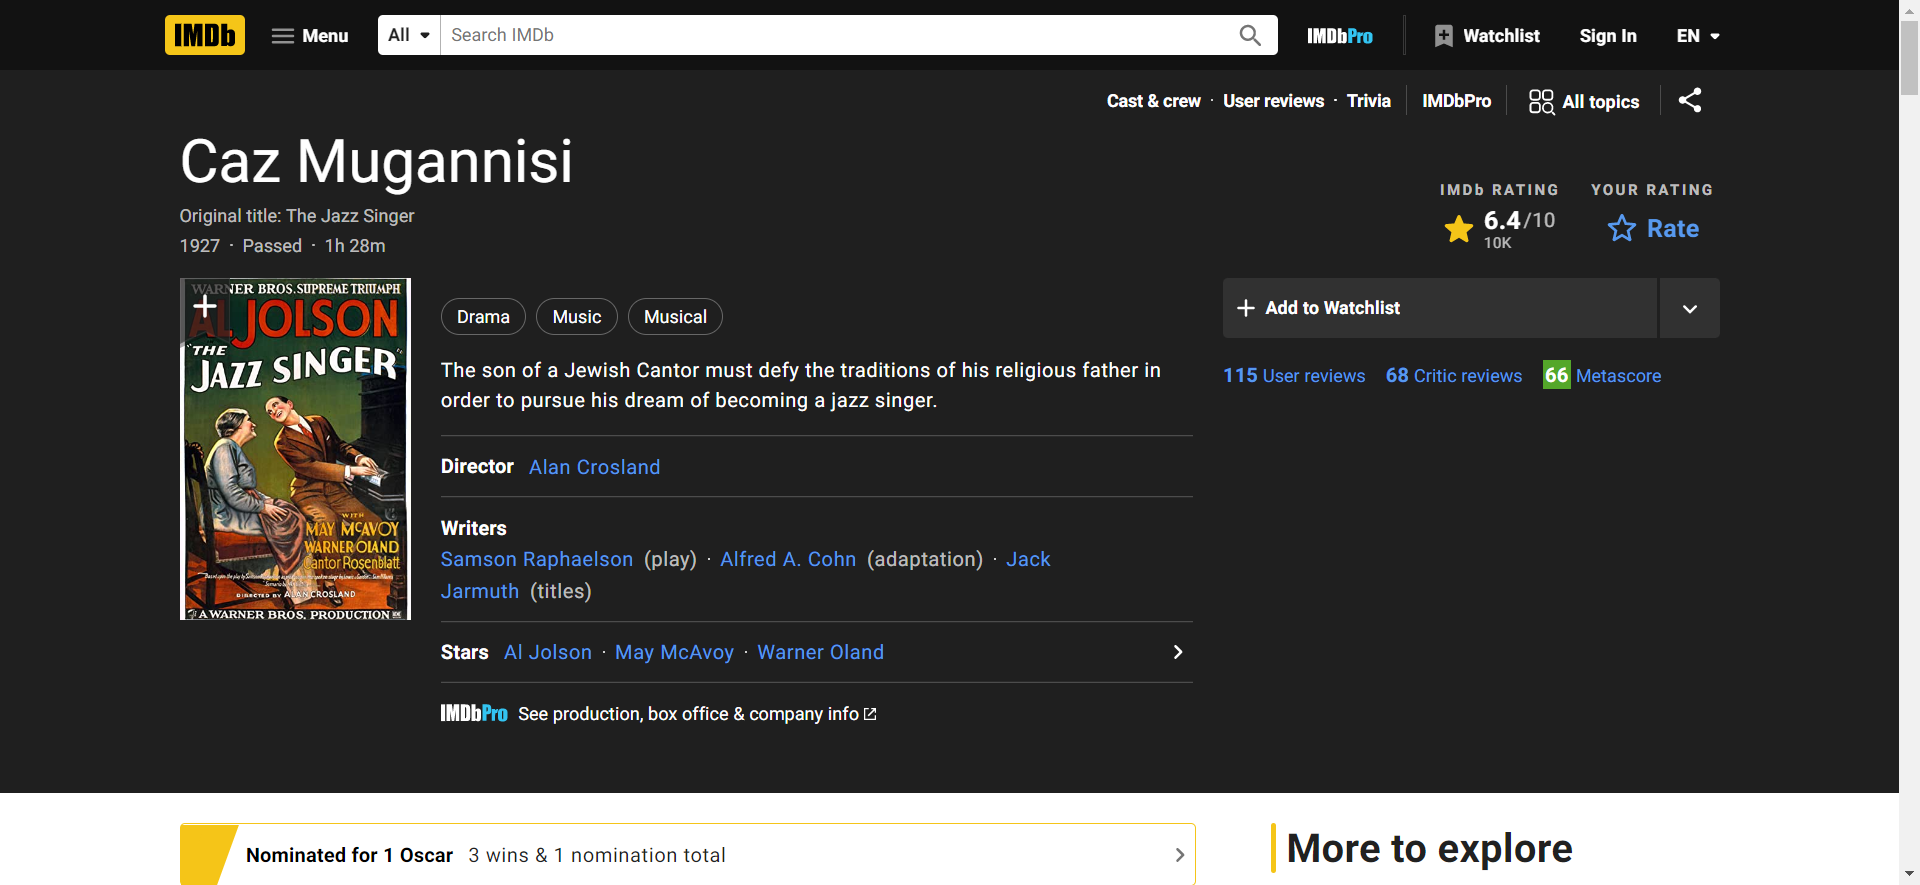 IMDb Menu All Search IMDb IMDbPro Watchlist Sign In EN
Cast & crew · User reviews · Trivia IMDbPro All topics
Caz Mugannisi
Original title: The Jazz Singer
1927 · Passed · 1h 28m
IMDb RATING YOUR RATING
6.4/10 Rate
10K
WARNER BROS. SUPREME TRIUMPH
AL JOLSON
"THE
JAZZ SINGER"
WITH
MAY McAVOY
WARNER OLAND
Cantor Rosenblatt
DIRECTED BY ALAN CROSLAND
A WARNER BROS. PRODUCTION
Drama Music Musical
The son of a Jewish Cantor must defy the traditions of his religious father in
order to pursue his dream of becoming a jazz singer.
Director Alan Crosland
Writers
Samson Raphaelson (play) · Alfred A. Cohn (adaptation) · Jack
Jarmuth (titles)
Stars Al Jolson · May McAvoy · Warner Oland
IMDbPro See production, box office & company info
Add to Watchlist
115 User reviews 68 Critic reviews 66 Metascore
Nominated for 1 Oscar 3 wins & 1 nomination total
More to explore